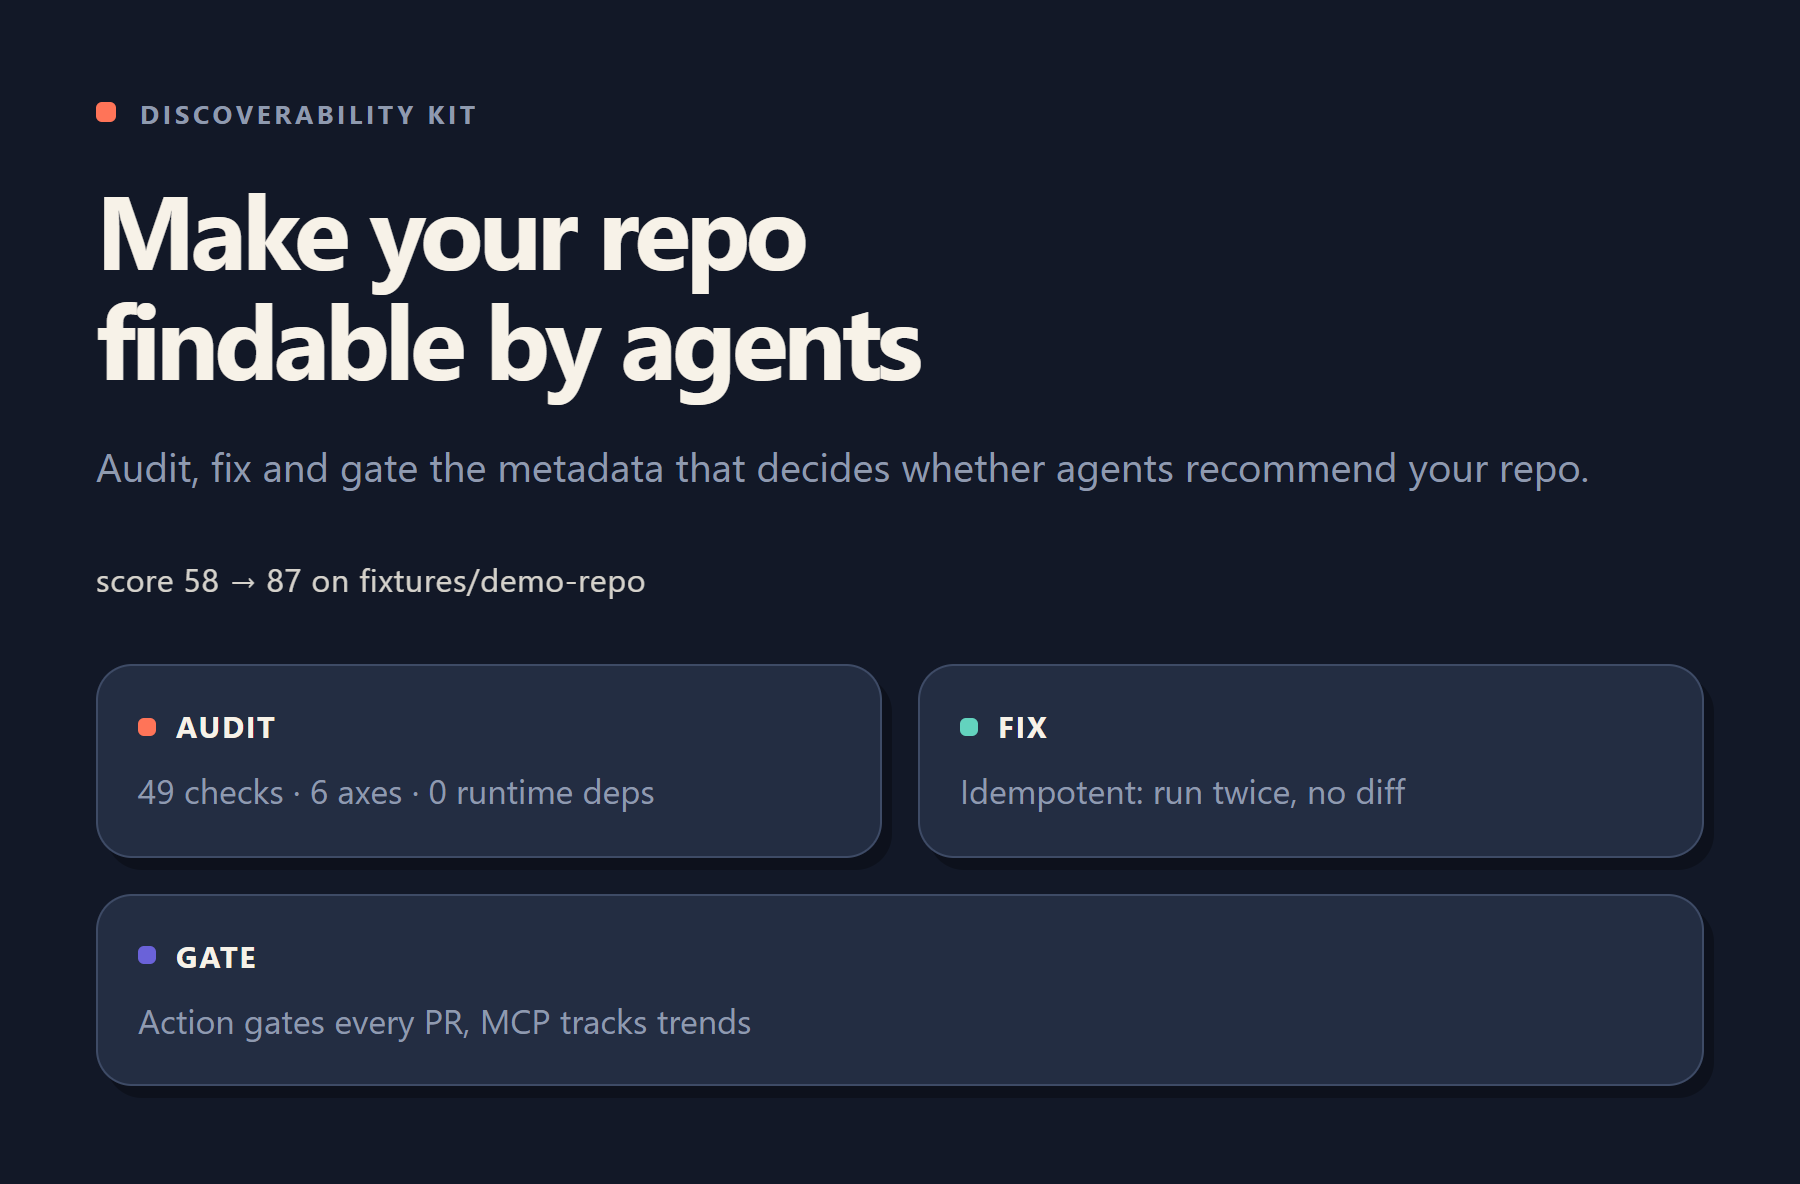 DISCOVERABILITY KIT
Make your repo
findable by agents
Audit, fix and gate the metadata that decides whether agents recommend your repo.
score 58 → 87 on fixtures/demo-repo
AUDIT
49 checks · 6 axes · 0 runtime deps
FIX
Idempotent: run twice, no diff
GATE
Action gates every PR, MCP tracks trends